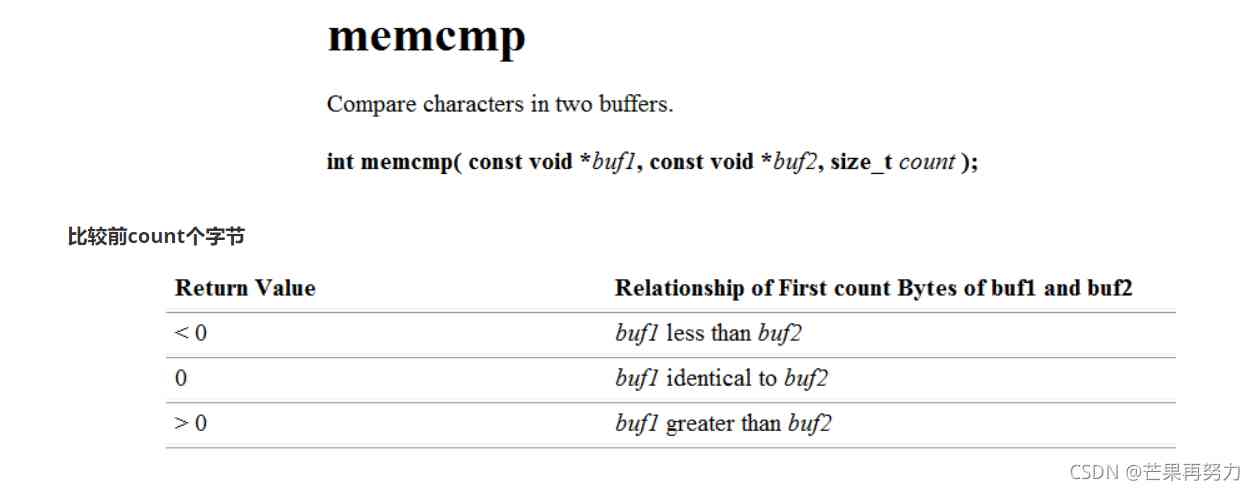 memcmp
Compare characters in two buffers.
int memcmp( const void *buf1, const void *buf2, size_t count );
比较前count个字节
Return Value Relationship of First count Bytes of buf1 and buf2
< 0 buf1 less than buf2
0 buf1 identical to buf2
> 0 buf1 greater than buf2
CSDN @芒果再努力